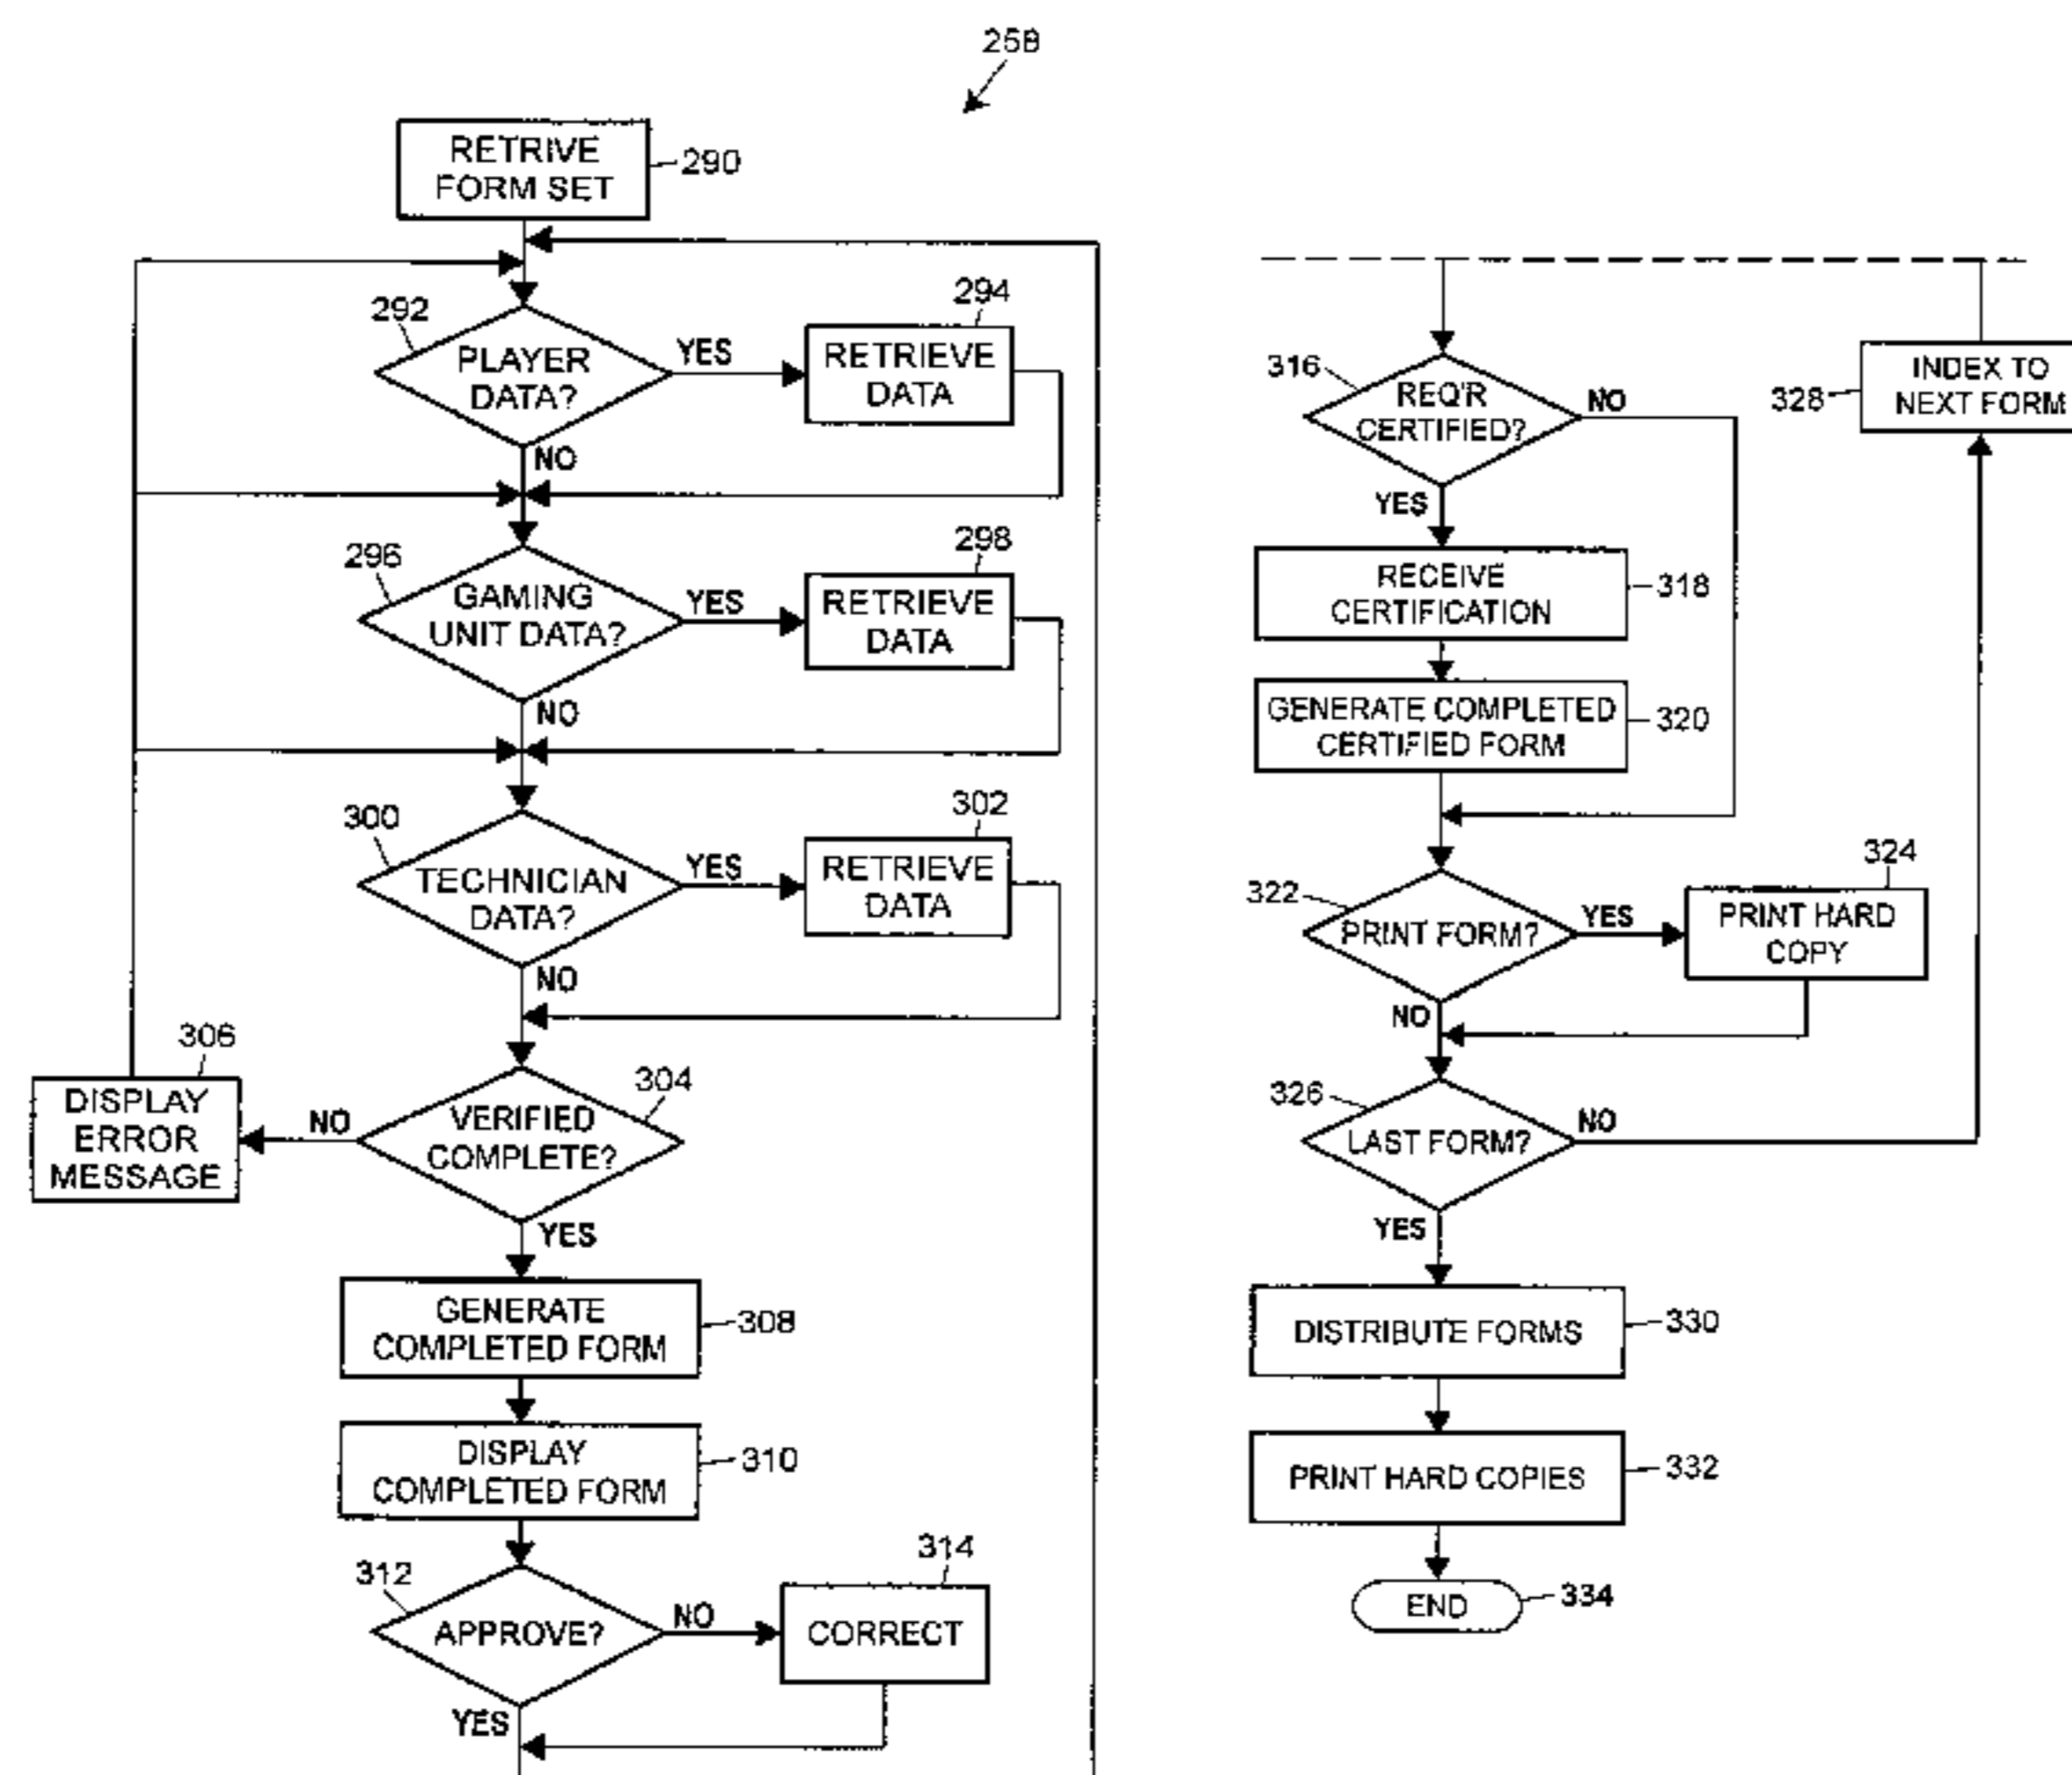 258
RETRIVE
FORM SET
290
292
PLAYER
DATA?
YES
294
RETRIEVE
DATA
NO
296
GAMING
UNIT DATA?
YES
298
RETRIEVE
DATA
NO
300
TECHNICIAN
DATA?
YES
302
RETRIEVE
DATA
NO
306
DISPLAY
ERROR
MESSAGE
NO
304
VERIFIED
COMPLETE?
YES
GENERATE
COMPLETED FORM
308
DISPLAY
COMPLETED FORM
310
312
APPROVE?
NO
314
CORRECT
YES
316
REQ'R
CERTIFIED?
NO
328
INDEX TO
NEXT FORM
YES
RECEIVE
CERTIFICATION
318
GENERATE COMPLETED
CERTIFIED FORM
320
322
PRINT FORM?
YES
324
PRINT HARD
COPY
NO
326
LAST FORM?
NO
YES
DISTRIBUTE FORMS
330
PRINT HARD COPIES
332
END
334